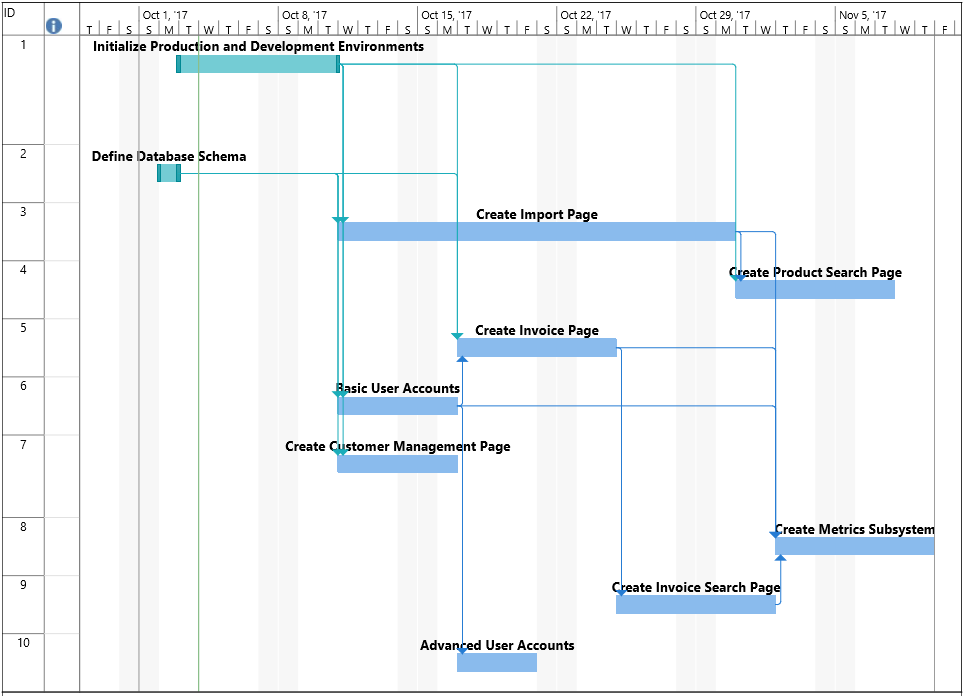 ID
Oct 1, '17 Oct 8, '17 Oct 15, '17 Oct 22, '17 Oct 29, '17 Nov 5, '17
T F S S M T W T F S S M T W T F S S M T W T F S S M T W T F S S M T W T F S S M T W T F
1 Initialize Production and Development Environments
2 Define Database Schema
3 Create Import Page
4 Create Product Search Page
5 Create Invoice Page
6 Basic User Accounts
7 Create Customer Management Page
8 Create Metrics Subsystem
9 Create Invoice Search Page
10 Advanced User Accounts